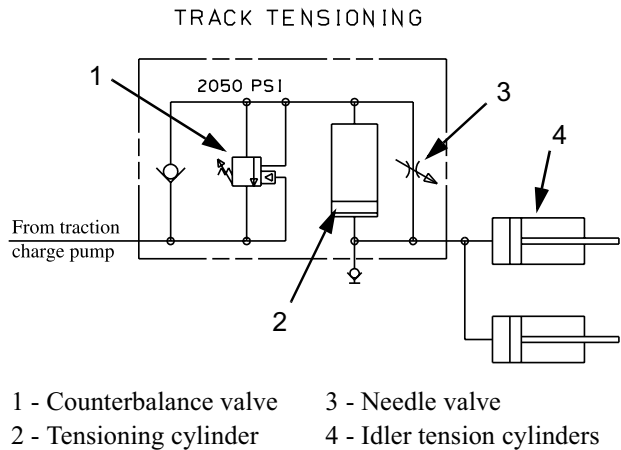 TRACK TENSIONING
1
2050 PSI
3
4
From traction
charge pump
2
1 - Counterbalance valve
3 - Needle valve
2 - Tensioning cylinder
4 - Idler tension cylinders